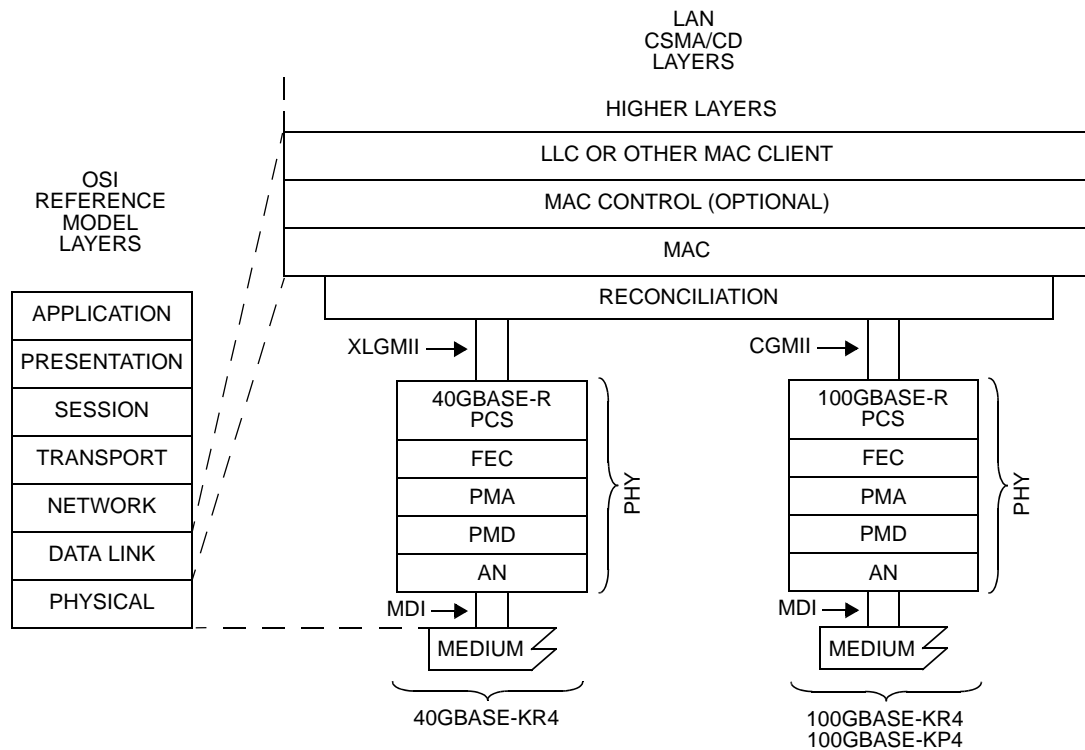 LAN
CSMA/CD
LAYERS
HIGHER LAYERS
LLC OR OTHER MAC CLIENT
MAC CONTROL (OPTIONAL)
MAC
RECONCILIATION
OSI
REFERENCE
MODEL
LAYERS
APPLICATION
PRESENTATION
SESSION
TRANSPORT
NETWORK
DATA LINK
PHYSICAL
XLGMII
40GBASE-R
PCS
FEC
PMA
PMD
AN
PHY
MDI
MEDIUM
40GBASE-KR4
CGMII
100GBASE-R
PCS
FEC
PMA
PMD
AN
PHY
MDI
MEDIUM
100GBASE-KR4
100GBASE-KP4